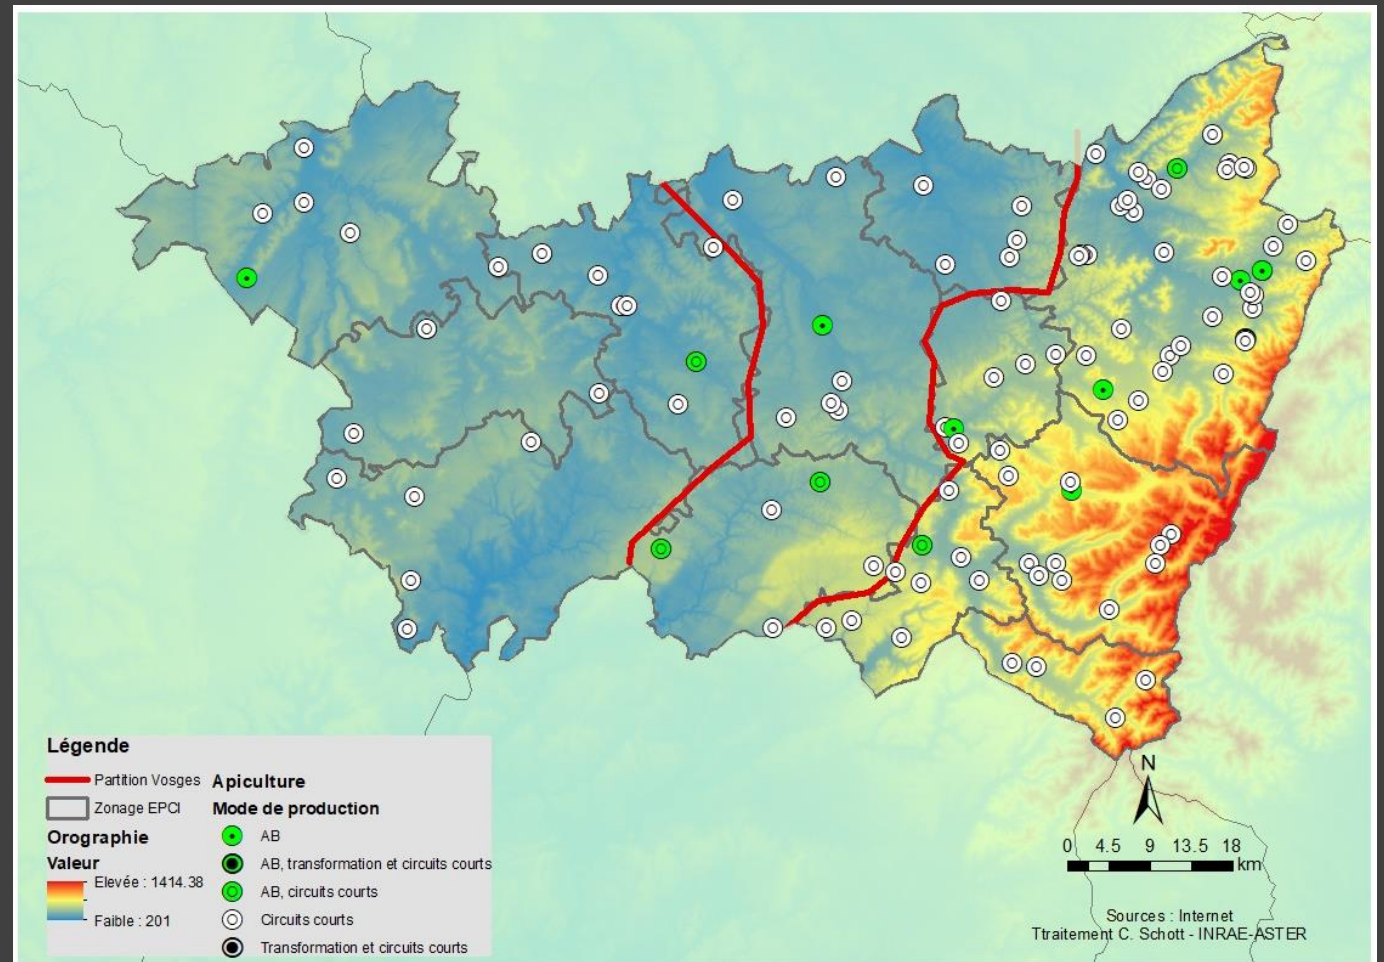 Légende
Partition Vosges
Zonage EPCI
Orographie
Valeur
Elevée : 1414.38
Faible : 201
Apiculture
Mode de production
AB
AB, transformation et circuits courts
AB, circuits courts
Circuits courts
Transformation et circuits courts
N
0 4.5 9 13.5 18
km
Sources : Internet
Ttraitement C. Schott - INRAE-ASTER